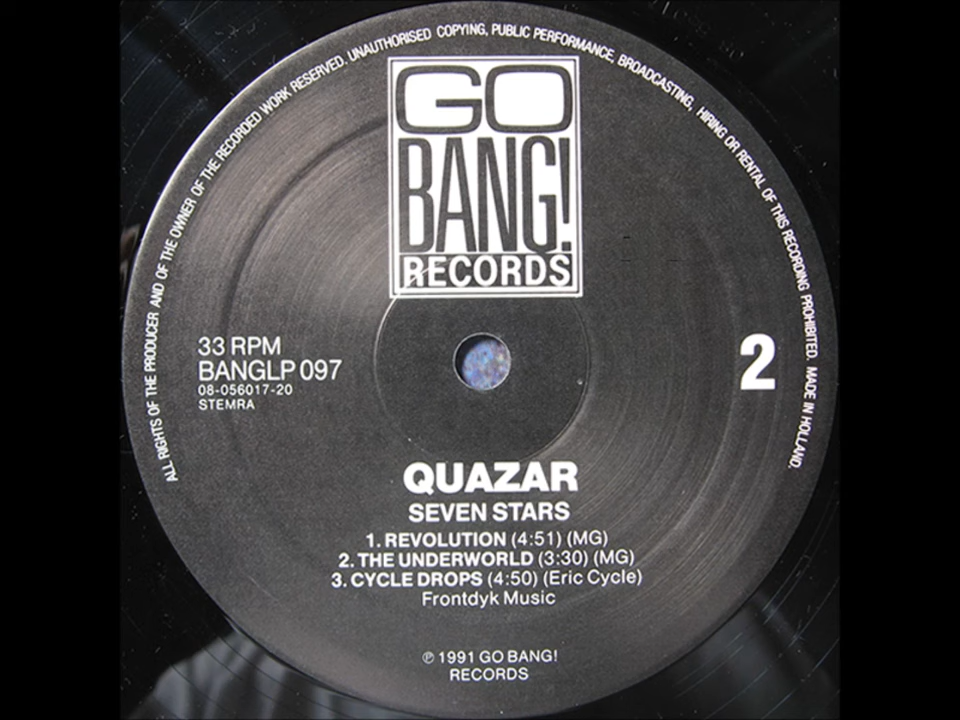 ALL RIGHTS OF THE PRODUCER AND OF THE OWNER OF THE RECORDED WORK RESERVED. UNAUTHORISED COPYING, PUBLIC PERFORMANCE, BROADCASTING, HIRING OR RENTAL OF THIS RECORDING PROHIBITED. MADE IN HOLLAND.
GO
BANG!
RECORDS
33 RPM
BANGLP 097
08-056017-20
STEMRA
2
QUAZAR
SEVEN STARS
1. REVOLUTION (4:51) (MG)
2. THE UNDERWORLD (3:30) (MG)
3. CYCLE DROPS (4:50) (Eric Cycle)
Frontdyk Music
℗ 1991 GO BANG!
RECORDS